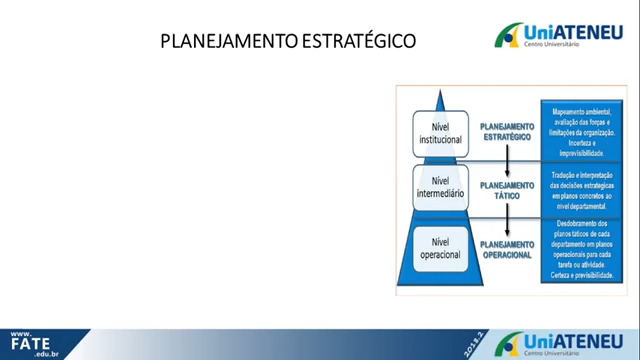 PLANEJAMENTO ESTRATÉGICO
UniATENEU
Centro Universitário
Nível
institucional
PLANEJAMENTO
ESTRATÉGICO
Mapeamento ambiental,
avaliação das forças e
limitações da organização.
Incerteza e
imprevisibilidade.
Nível
intermediário
PLANEJAMENTO
TÁTICO
Tradução e interpretação
das decisões estratégicas
em planos concretos ao
nível departamental.
Nível
operacional
PLANEJAMENTO
OPERACIONAL
Desdobramento dos
planos táticos de cada
departamento em planos
operacionais para cada
tarefa ou atividade.
Certeza e previsibilidade.
www.
FATE
.edu.br
2018.2
UniATENEU
Centro Universitário